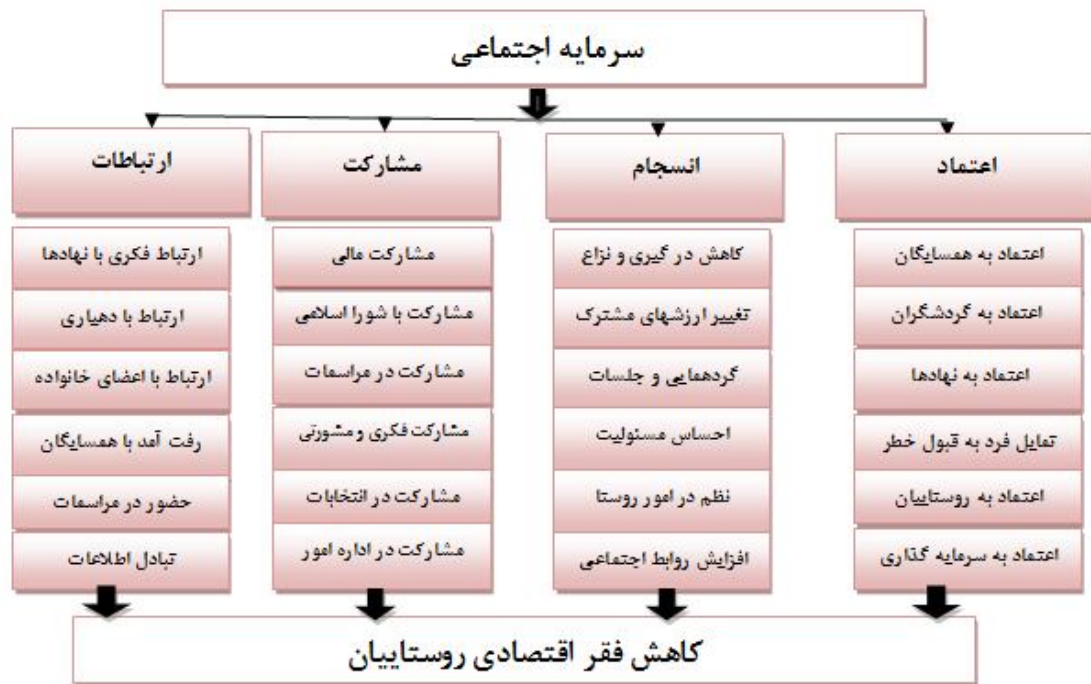 سرمایه اجتماعی
اعتماد
اعتماد به همسایگان
اعتماد به گردشگران
اعتماد به نهادها
تمایل فرد به قبول خطر
اعتماد به روستاییان
اعتماد به سرمایه گذاری
انسجام
کاهش در گیری و نزاع
تغییر ارزشهای مشترک
گردهمایی و جلسات
احساس مسئولیت
نظم در امور روستا
افزایش روابط اجتماعی
مشارکت
مشارکت مالی
مشارکت با شورا اسلامی
مشارکت در مراسمات
مشارکت فکری و مشورتی
مشارکت در انتخابات
مشارکت در اداره امور
ارتباطات
ارتباط فکری با نهادها
ارتباط با دهیاری
ارتباط با اعضای خانواده
رفت آمد با همسایگان
حضور در مراسمات
تبادل اطلاعات
کاهش فقر اقتصادی روستاییان